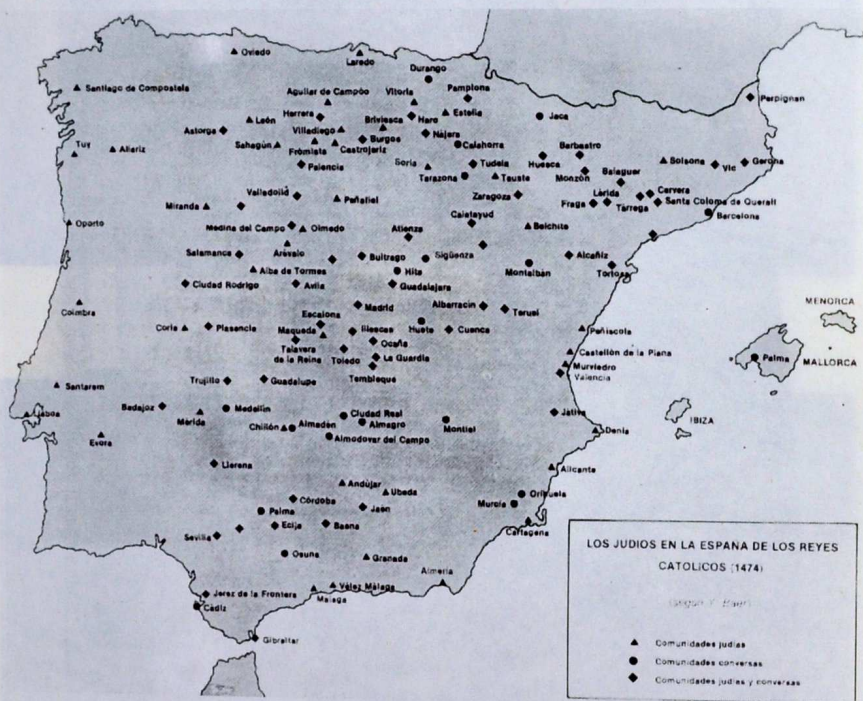 Oviedo
Laredo
Durango
Santiago de Compostela
Aguilar de Campóo
Vitoria
Pamplona
Perpignan
León
Herrera
Briviesca
Haro
Estella
Jaca
Astorga
Villadiego
Burgos
Nájera
Tuy
Allariz
Sahagún
Frómista
Castrojeriz
Calahorra
Barbastro
Palencia
Soria
Tudela
Huesca
Balaguer
Solsona
Vic
Gerona
Tarazona
Tauste
Monzón
Valladolid
Peñafiel
Zaragoza
Lérida
Cervera
Miranda
Fraga
Tárrega
Santa Coloma de Queralt
Oporto
Calatayud
Barcelona
Medina del Campo
Olmedo
Atienza
Belchite
Arévalo
Salamanca
Buitrago
Sigüenza
Alcañiz
Alba de Tormes
Hita
Montalbán
Tortosa
Ciudad Rodrigo
Avila
Guadalajara
Coimbra
Madrid
Albarracín
Teruel
MENORCA
Escalona
Coria
Plasencia
Maqueda
Illescas
Huete
Cuenca
Peñiscola
Ocaña
Talavera
de la Reina
Toledo
La Guardia
Castellón de la Plana
Palma
MALLORCA
Tembleque
Murviedro
Valencia
Santarem
Trujillo
Guadalupe
Lisboa
Badajoz
Medellín
Ciudad Real
Játiva
IBIZA
Mérida
Chillón
Almadén
Almagro
Montiel
Denia
Evora
Almodovar del Campo
Llerena
Alicante
Andújar
Ubeda
Orihuela
Córdoba
Jaén
Murcia
Palma
Ecija
Baena
Cartagena
Sevilla
Osuna
Granada
Almería
Jerez de la Frontera
Vélez Málaga
Málaga
Cádiz
Gibraltar
LOS JUDIOS EN LA ESPAÑA DE LOS REYES
CATOLICOS (1474)
Comunidades judías
Comunidades conversas
Comunidades judías y conversas